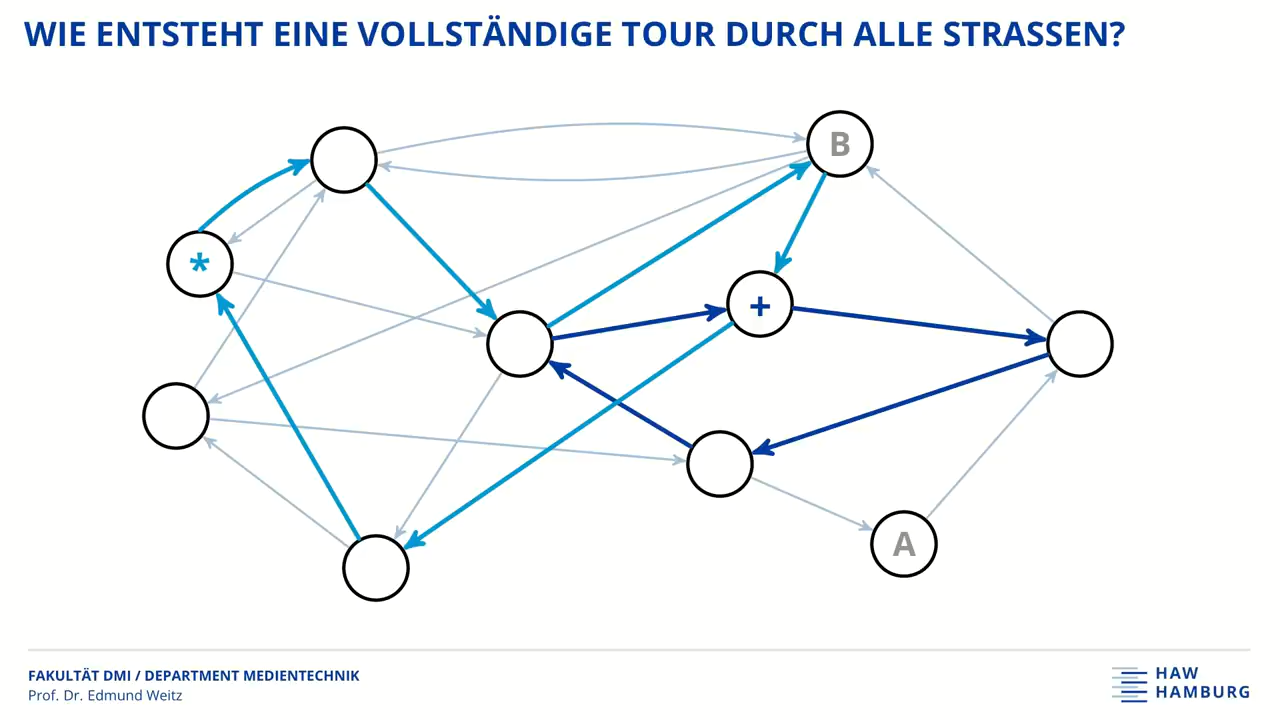 WIE ENTSTEHT EINE VOLLSTÄNDIGE TOUR DURCH ALLE STRASSEN?
B
*
+
A
FAKULTÄT DMI / DEPARTMENT MEDIENTECHNIK
Prof. Dr. Edmund Weitz
HAW
HAMBURG